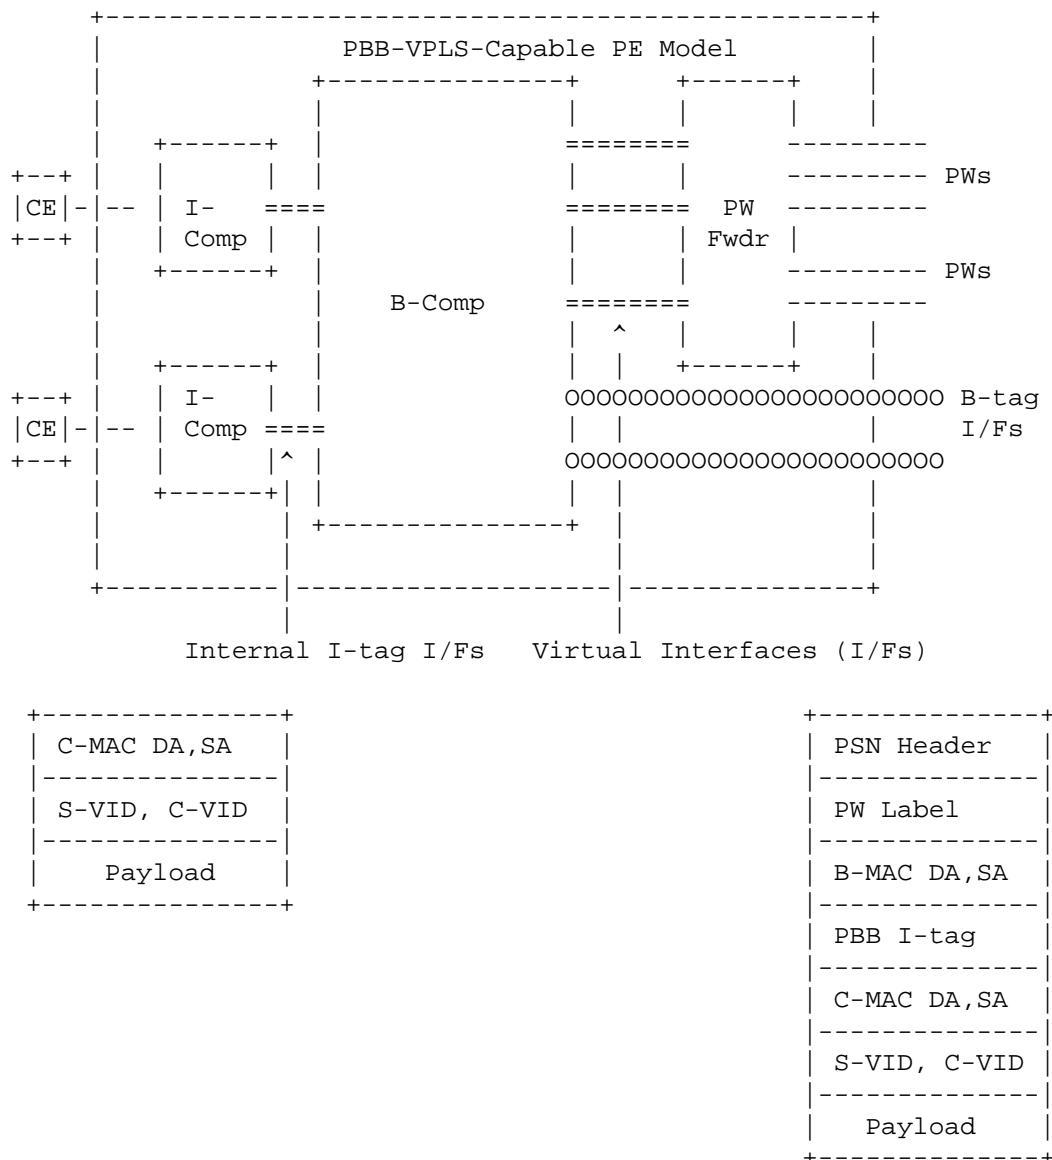 PBB-VPLS-Capable PE Model
PWs
CE I- PW
Comp Fwdr
PWs
B-Comp
I- B-tag
CE Comp I/Fs
Internal I-tag I/Fs Virtual Interfaces (I/Fs)
C-MAC DA,SA PSN Header
S-VID, C-VID PW Label
Payload B-MAC DA,SA
PBB I-tag
C-MAC DA,SA
S-VID, C-VID
Payload